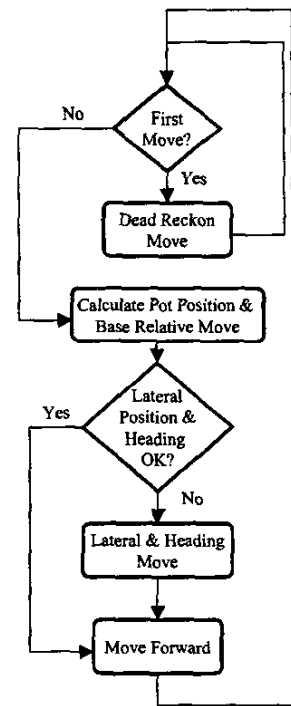 No
First
Move?
Yes
Dead Reckon
Move
Calculate Pot Position &
Base Relative Move
Yes
Lateral
Position &
Heading
OK?
No
Lateral & Heading
Move
Move Forward